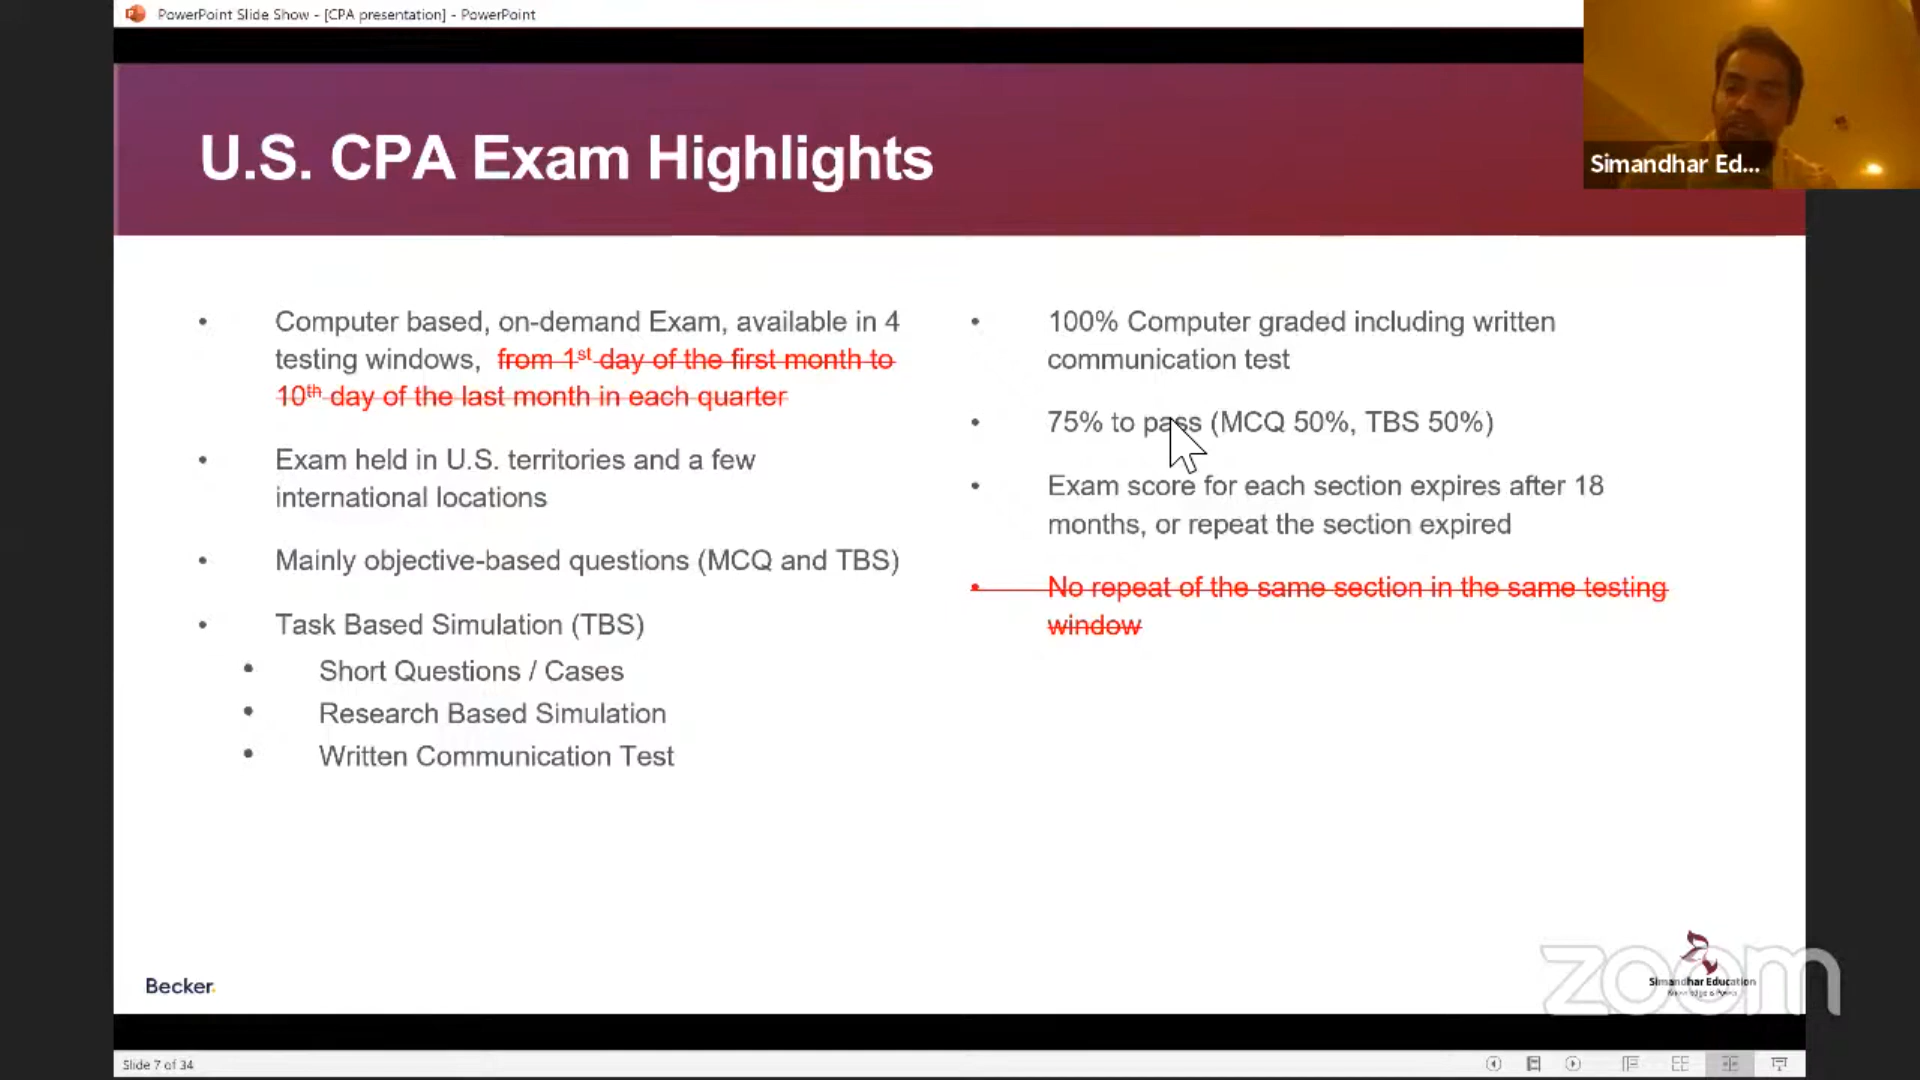 PowerPoint Slide Show - [CPA presentation] - PowerPoint
Simandhar Ed...
U.S. CPA Exam Highlights
• Computer based, on-demand Exam, available in 4
testing windows, from 1st day of the first month to
10th day of the last month in each quarter
• Exam held in U.S. territories and a few
international locations
• Mainly objective-based questions (MCQ and TBS)
• Task Based Simulation (TBS)
• Short Questions / Cases
• Research Based Simulation
• Written Communication Test
• 100% Computer graded including written
communication test
• 75% to pass (MCQ 50%, TBS 50%)
• Exam score for each section expires after 18
months, or repeat the section expired
• No repeat of the same section in the same testing
window
Becker.
Simandhar Education
Knowledge is Power
zoom
Slide 7 of 34